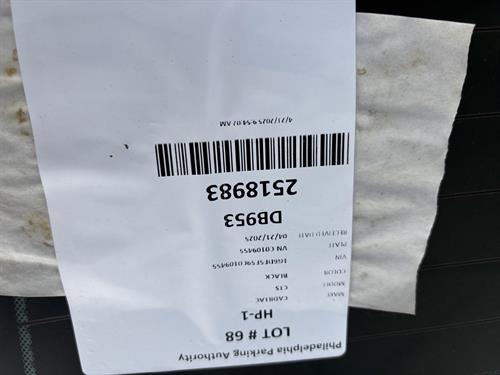 Philadelphia Parking Authority
LOT # 68
HP-1
MAKE CADILLAC
MODEL CTS
COLOR BLACK
VIN
PLATE VN C0109455
RECEIVED DATE 04/21/2025
DB953
2518983
4/21/2025 9:54:07 AM